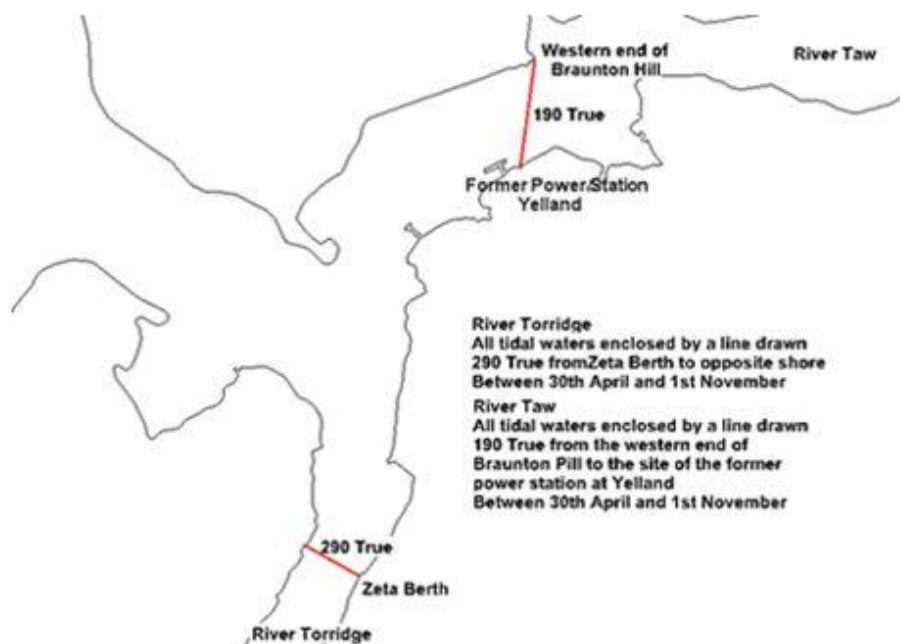 Western end of
Braunton Hill
River Taw
190 True
Former Power Station
Yelland
River Torridge
All tidal waters enclosed by a line drawn
290 True fromZeta Berth to opposite shore
Between 30th April and 1st November
River Taw
All tidal waters enclosed by a line drawn
190 True from the western end of
Braunton Pill to the site of the former
power station at Yelland
Between 30th April and 1st November
290 True
Zeta Berth
River Torridge